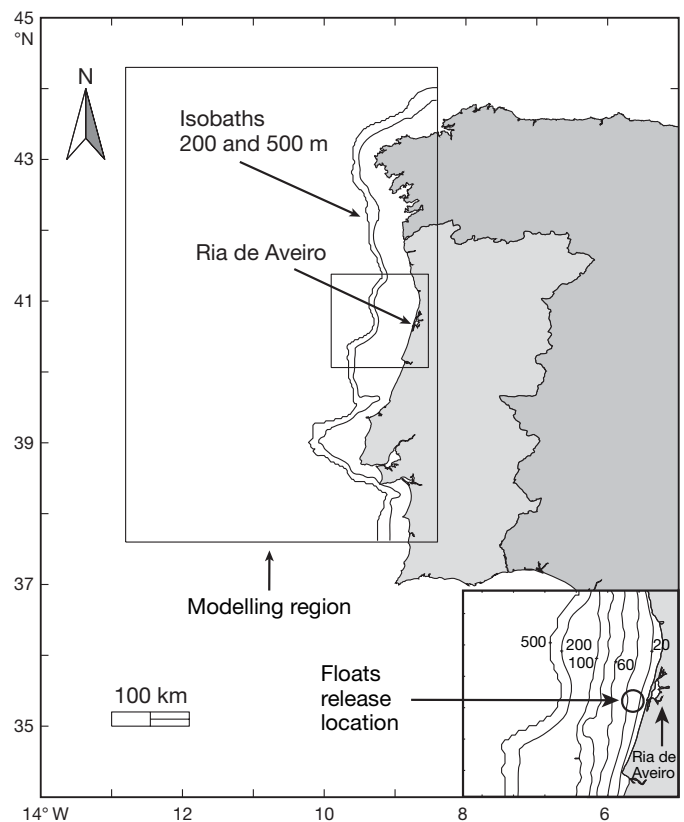 45
°N
N
Isobaths
200 and 500 m
43
Ria de Aveiro
41
39
37
Modelling region
500
200
100
60
20
Floats
release
location
100 km
35
Ria de
Aveiro
14° W
12
10
8
6